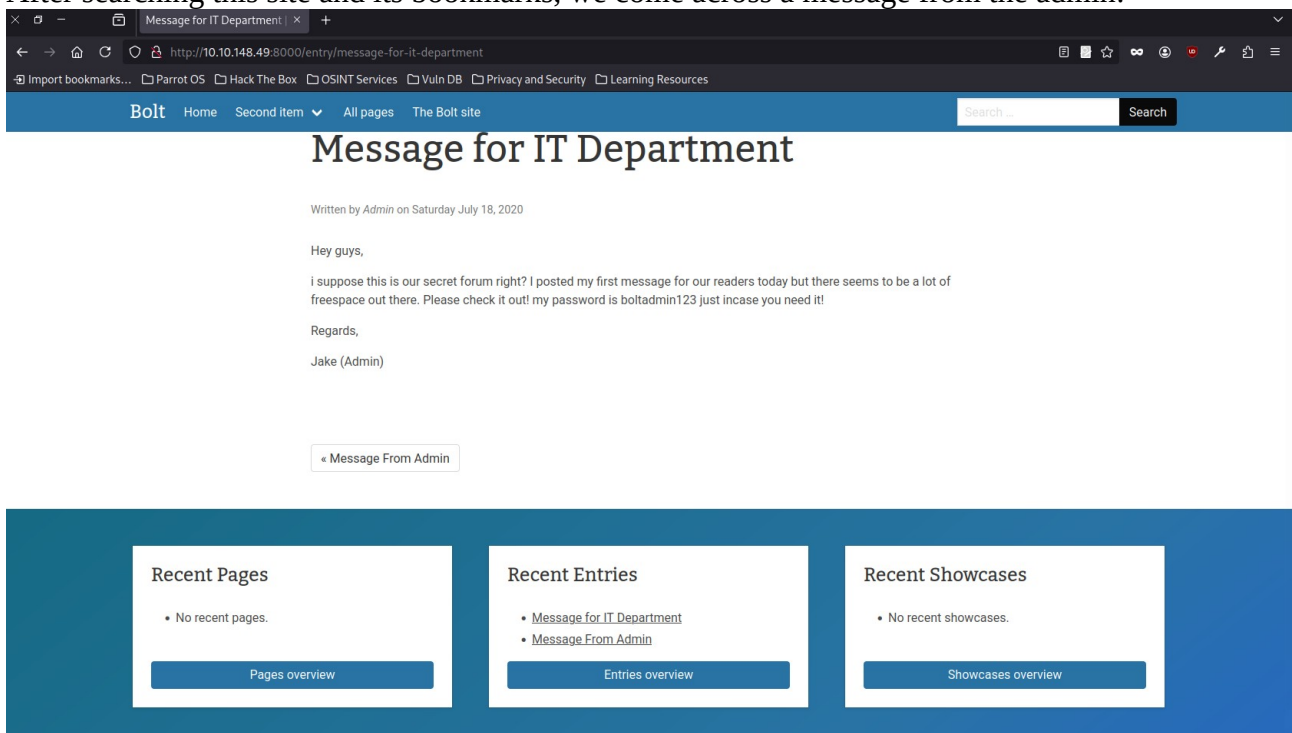 After searching this site and its bookmarks, we come across a message from the admin:
Message for IT Department |
http://10.10.148.49:8000/entry/message-for-it-department
Import bookmarks... Parrot OS Hack The Box OSINT Services Vuln DB Privacy and Security Learning Resources
Bolt Home Second item All pages The Bolt site Search ... Search
Message for IT Department
Written by Admin on Saturday July 18, 2020
Hey guys,
i suppose this is our secret forum right? I posted my first message for our readers today but there seems to be a lot of
freespace out there. Please check it out! my password is boltadmin123 just incase you need it!
Regards,
Jake (Admin)
« Message From Admin
Recent Pages
• No recent pages.
Pages overview
Recent Entries
• Message for IT Department
• Message From Admin
Entries overview
Recent Showcases
• No recent showcases.
Showcases overview